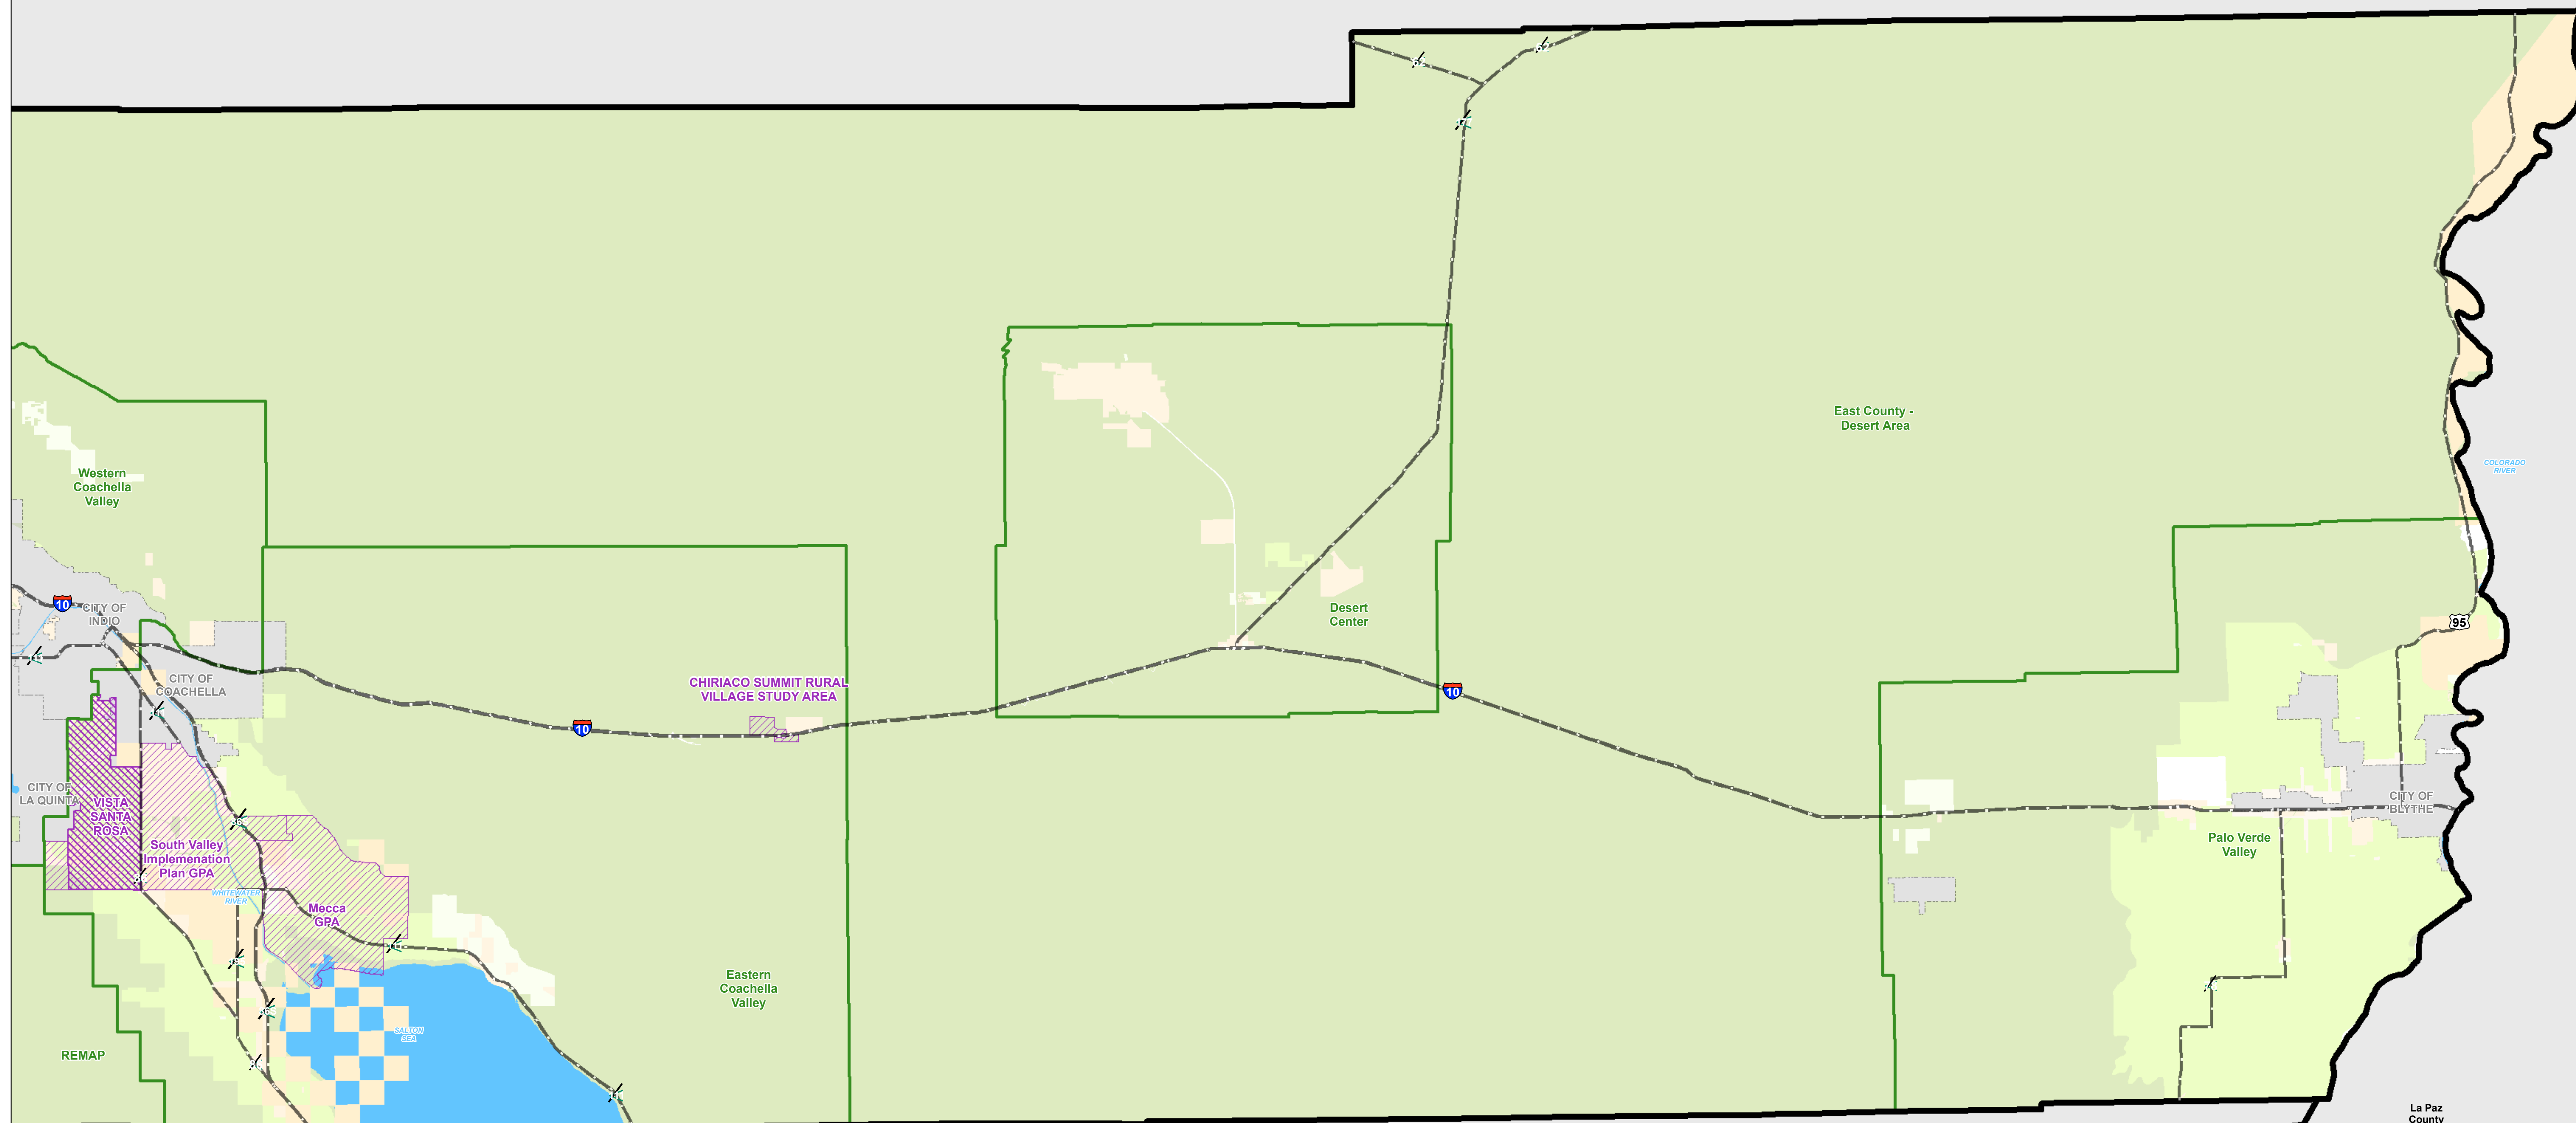 62
62
East County -
Desert Area
COLORADO
RIVER
Western
Coachella
Valley
10
CITY OF
INDIO
Desert
Center
95
CITY OF
COACHELLA
CHIRIACO SUMMIT RURAL
VILLAGE STUDY AREA
10
10
CITY OF
LA QUINTA
VISTA
SANTA
ROSA
CITY OF
BLYTHE
South Valley
Implemenation
Plan GPA
Palo Verde
Valley
WHITEWATER
RIVER
Mecca
GPA
Eastern
Coachella
Valley
SALTON
SEA
REMAP
La Paz
County